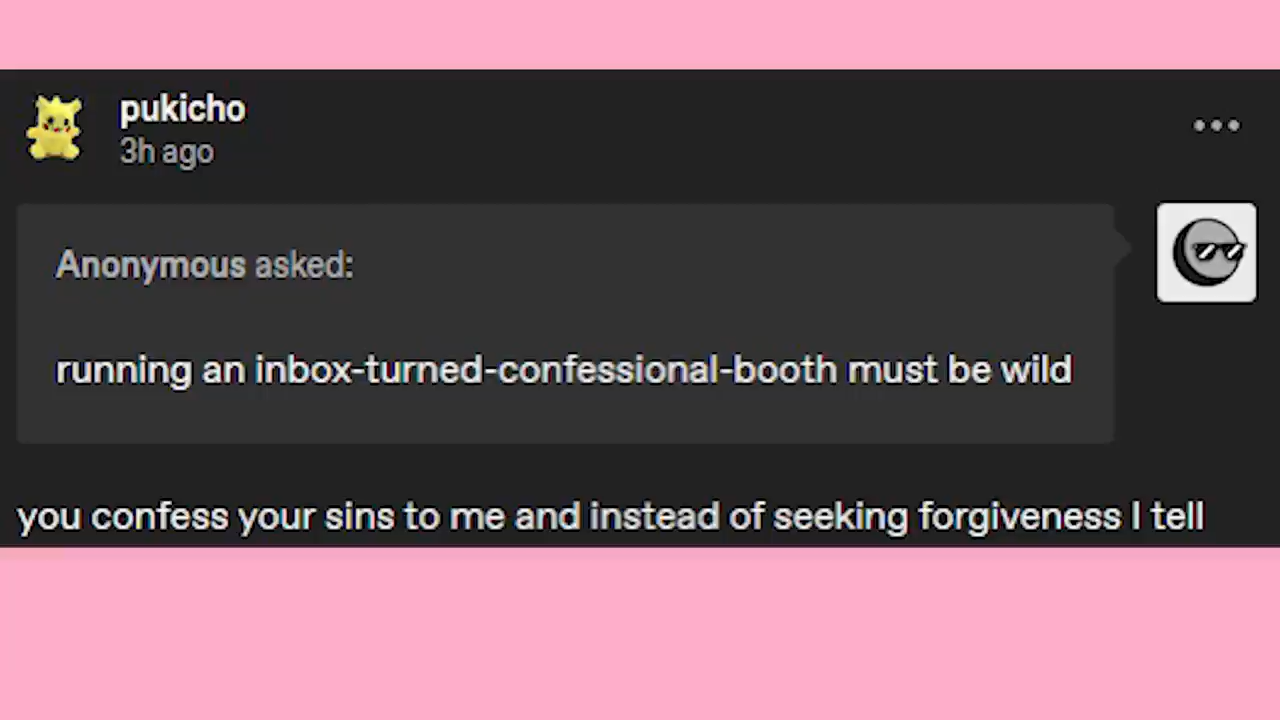 pukicho
3h ago
Anonymous asked:
running an inbox-turned-confessional-booth must be wild
you confess your sins to me and instead of seeking forgiveness I tell